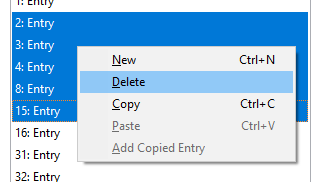 1: Entry
2: Entry
3: Entry
4: Entry
8: Entry
15: Entry
16: Entry
31: Entry
32: Entry
New Ctrl+N
Delete
Copy Ctrl+C
Paste Ctrl+V
Add Copied Entry